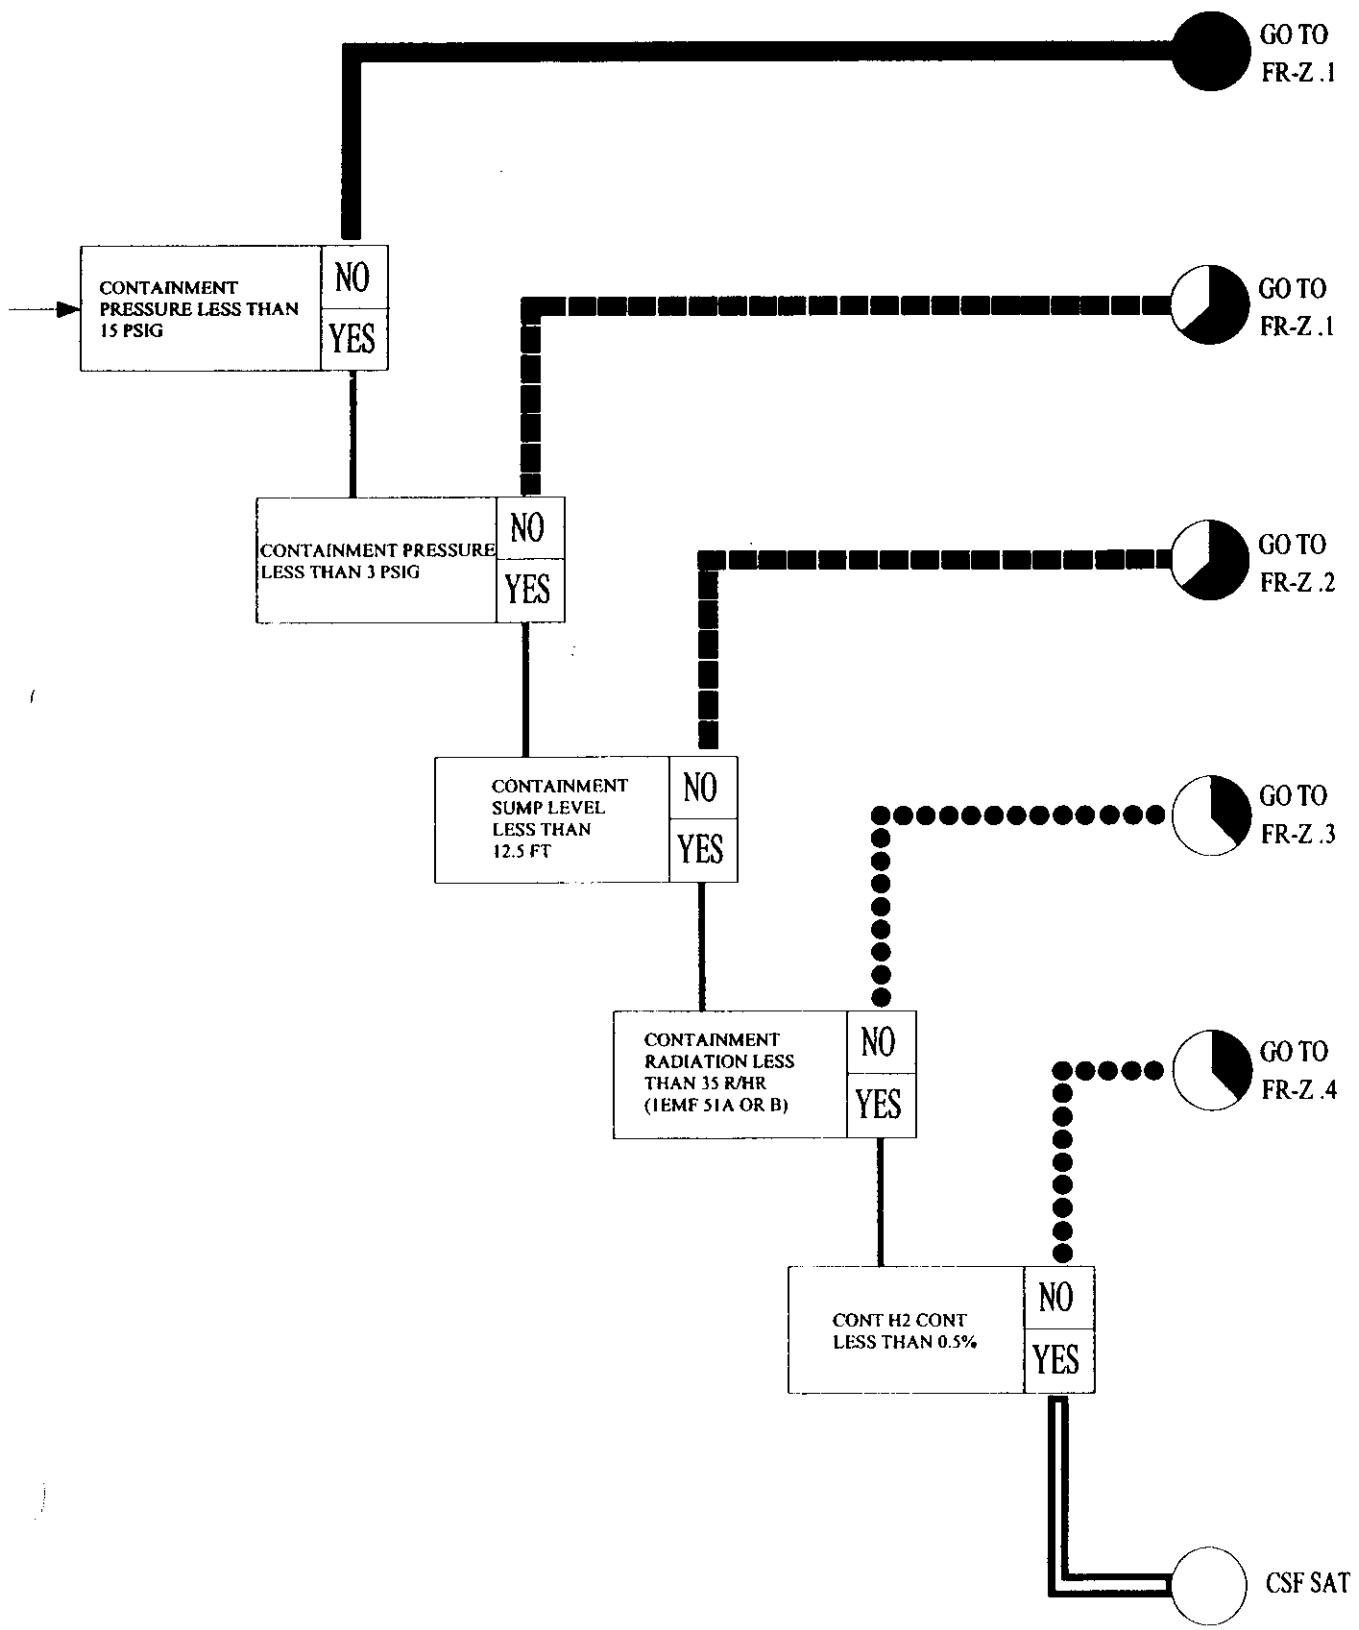 GO TO
FR-Z .1
CONTAINMENT
PRESSURE LESS THAN
15 PSIG
NO
YES
GO TO
FR-Z .1
CONTAINMENT PRESSURE
LESS THAN 3 PSIG
NO
YES
GO TO
FR-Z .2
CONTAINMENT
SUMP LEVEL
LESS THAN
12.5 FT
NO
YES
GO TO
FR-Z .3
CONTAINMENT
RADIATION LESS
THAN 35 R/HR
(1EMF 51A OR B)
NO
YES
GO TO
FR-Z .4
CONT H2 CONT
LESS THAN 0.5%
NO
YES
CSF SAT